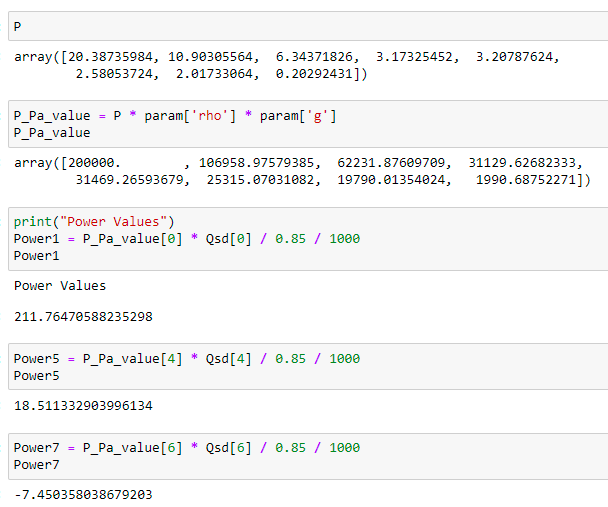 P
array([20.38735984, 10.90305564,  6.34371826,  3.17325452,  3.20787624,
        2.58053724,  2.01733064,  0.20292431])
P_Pa_value = P * param['rho'] * param['g']
P_Pa_value
array([200000.        , 106958.97579385,  62231.87609709,  31129.62682333,
        31469.26593679,  25315.07031082,  19790.01354024,   1990.68752271])
print("Power Values")
Power1 = P_Pa_value[0] * Qsd[0] / 0.85 / 1000
Power1
Power Values
211.76470588235298
Power5 = P_Pa_value[4] * Qsd[4] / 0.85 / 1000
Power5
18.511332903996134
Power7 = P_Pa_value[6] * Qsd[6] / 0.85 / 1000
Power7
-7.450358038679203